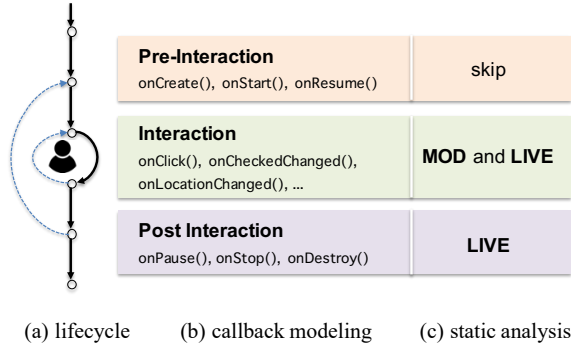 Pre-Interaction
onCreate(), onStart(), onResume()
skip
Interaction
onClick(), onCheckedChanged(),
onLocationChanged(), ...
MOD and LIVE
Post Interaction
onPause(), onStop(), onDestroy()
LIVE
(a) lifecycle (b) callback modeling (c) static analysis